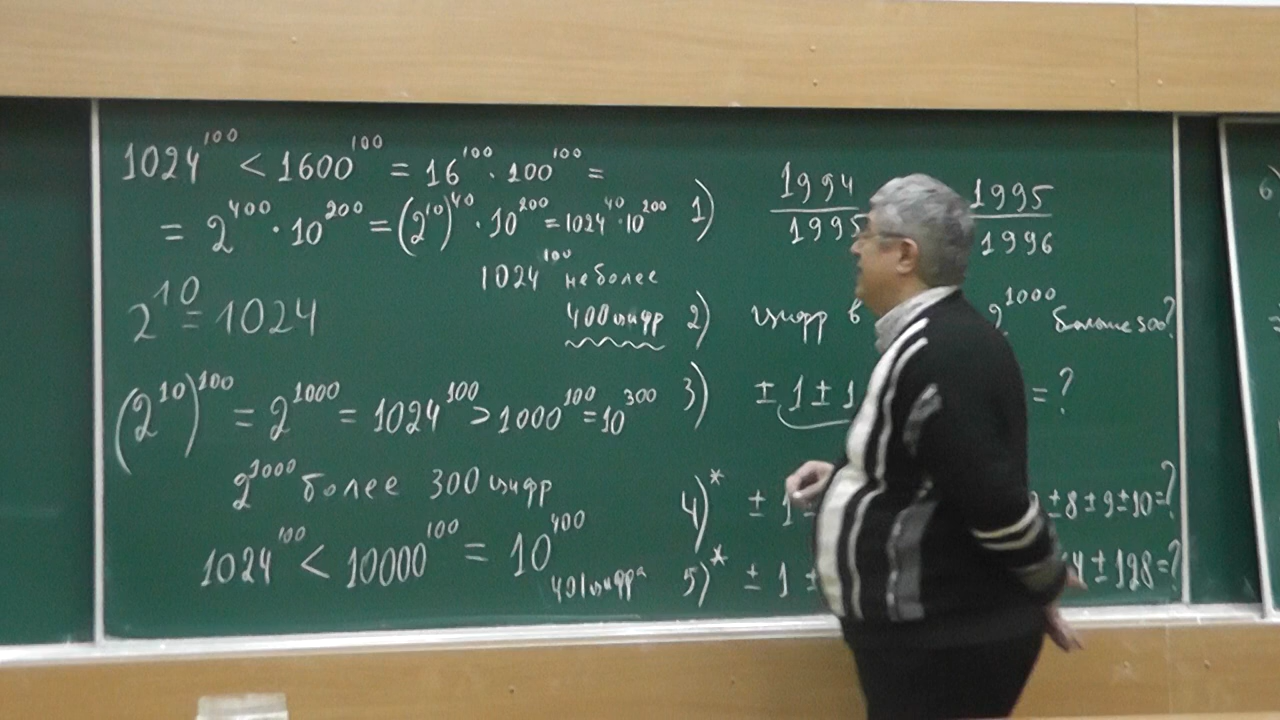 1024^100 < 1600^100 = 16^100 · 100^100 =
= 2^400 · 10^200 = (2^10)^40 · 10^200 = 1024^40 · 10^200
1024^100 не более
400 цифр
2^10 = 1024
(2^10)^100 = 2^1000 = 1024^100 > 1000^100 = 10^300
2^1000 более 300 цифр
1024^100 < 10000^100 = 10^400
401 цифра
1) 1994/1995 1995/1996
2) цифр в 2^1000 больше 500?
3) ± 1 ± 1 = ?
4)* ± 1 ± 8 ± 9 ± 10 = ?
5)* ± 1 ± 4 ± 128 = ?
6)